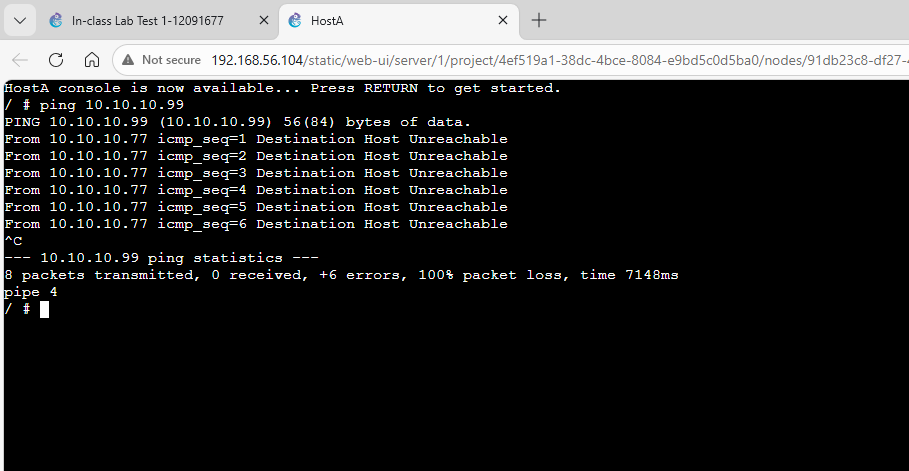 In-class Lab Test 1-12091677
HostA
Not secure 192.168.56.104/static/web-ui/server/1/project/4ef519a1-38dc-4bce-8084-e9bd5c0d5ba0/nodes/91db23c8-df27-
HostA console is now available... Press RETURN to get started.
/ # ping 10.10.10.99
PING 10.10.10.99 (10.10.10.99) 56(84) bytes of data.
From 10.10.10.77 icmp_seq=1 Destination Host Unreachable
From 10.10.10.77 icmp_seq=2 Destination Host Unreachable
From 10.10.10.77 icmp_seq=3 Destination Host Unreachable
From 10.10.10.77 icmp_seq=4 Destination Host Unreachable
From 10.10.10.77 icmp_seq=5 Destination Host Unreachable
From 10.10.10.77 icmp_seq=6 Destination Host Unreachable
^C
--- 10.10.10.99 ping statistics ---
8 packets transmitted, 0 received, +6 errors, 100% packet loss, time 7148ms
pipe 4
/ #